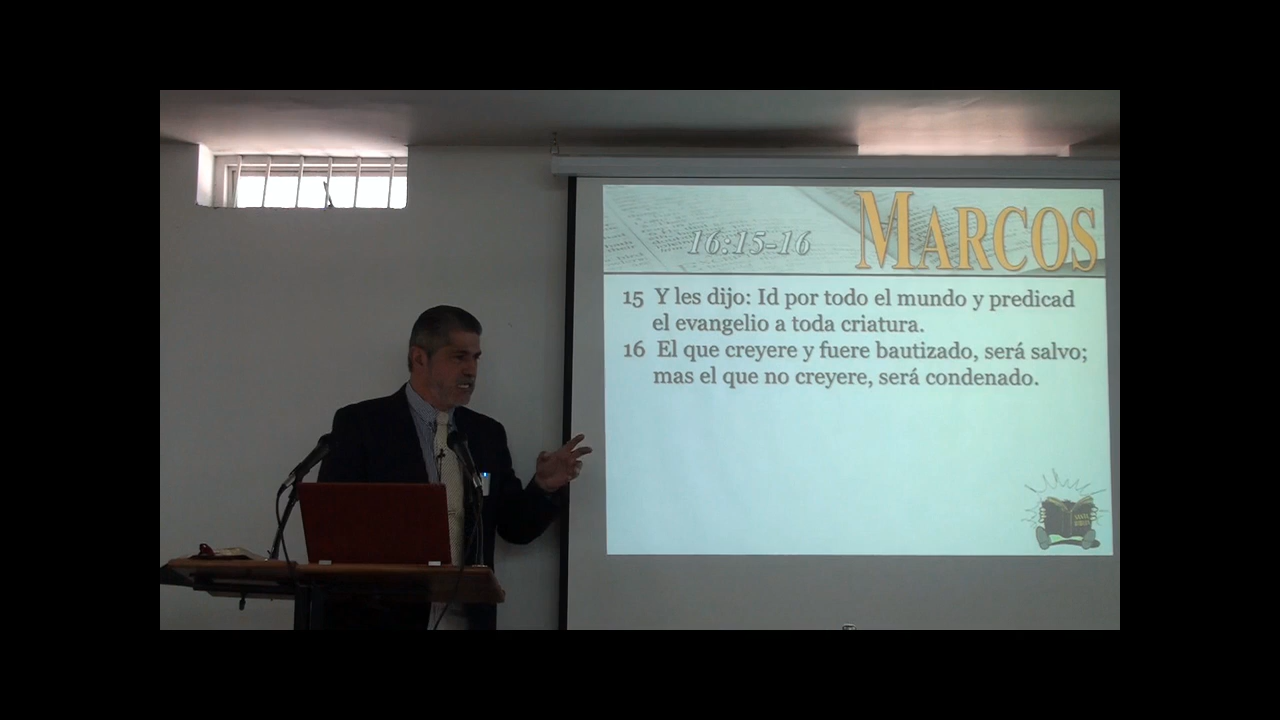 16:15-16 MARCOS
15 Y les dijo: Id por todo el mundo y predicad
el evangelio a toda criatura.
16 El que creyere y fuere bautizado, será salvo;
mas el que no creyere, será condenado.